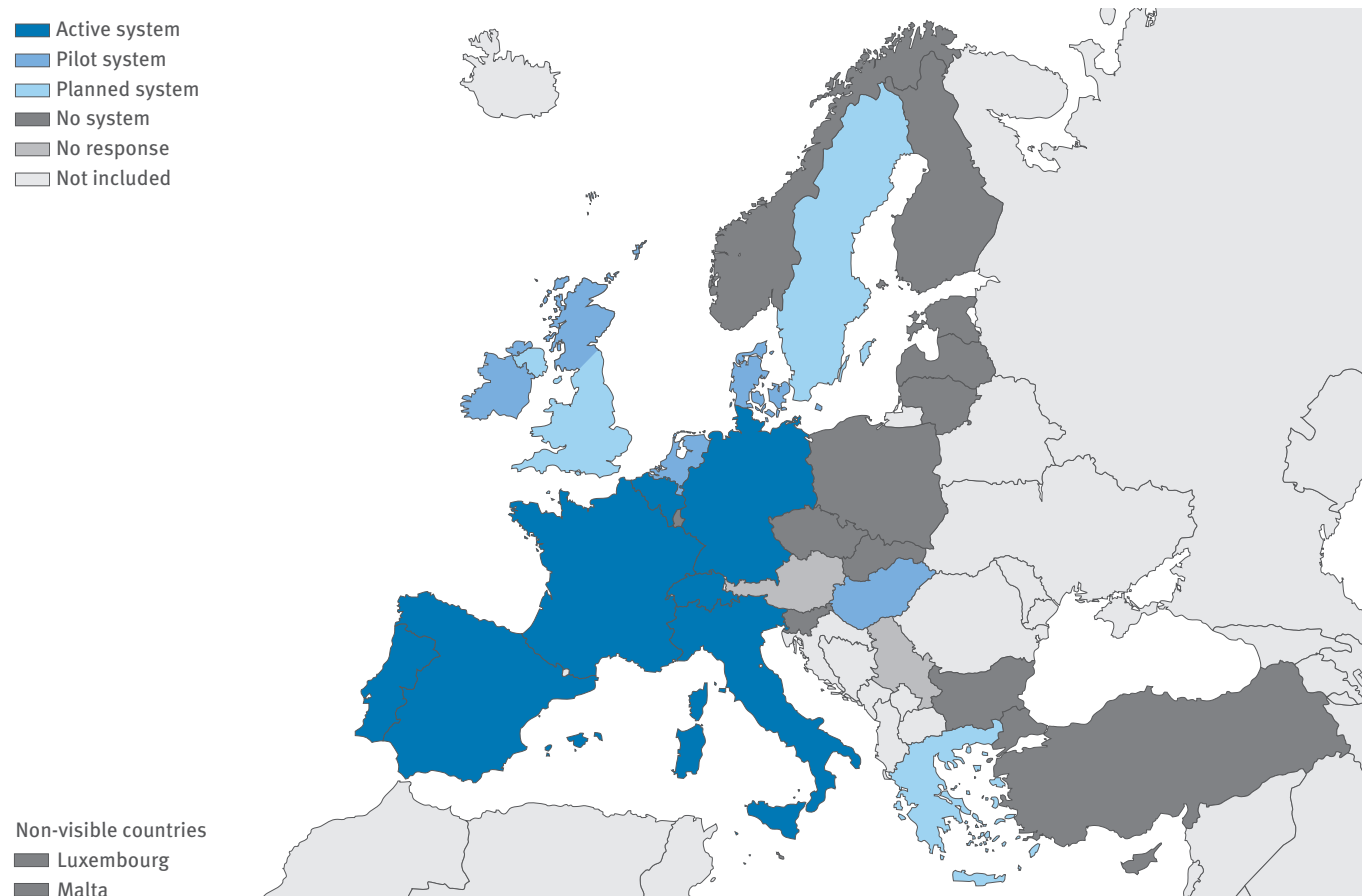 Active system
Pilot system
Planned system
No system
No response
Not included
Non-visible countries
Luxembourg
Malta